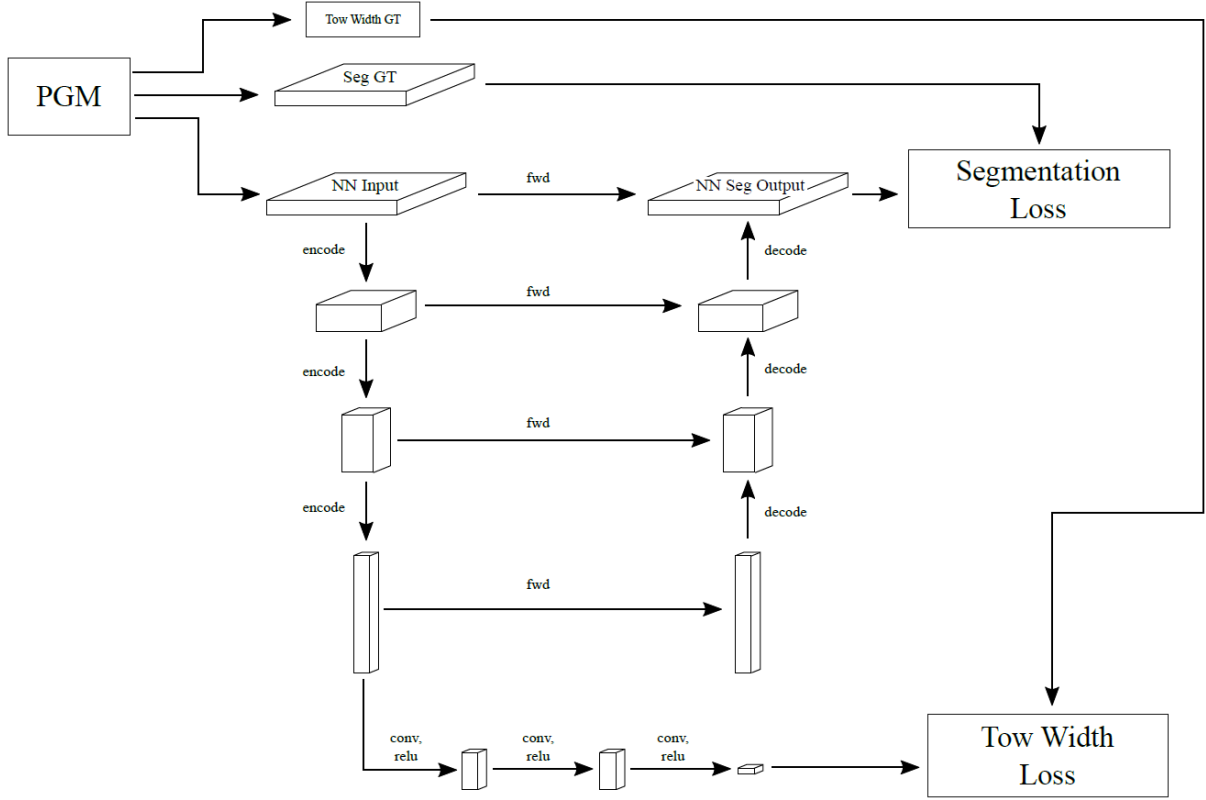 Tow Width GT
PGM
Seg GT
NN Input
fwd
NN Seg Output
Segmentation
Loss
encode
decode
fwd
encode
decode
fwd
encode
decode
fwd
conv,
relu
conv,
relu
conv,
relu
Tow Width
Loss